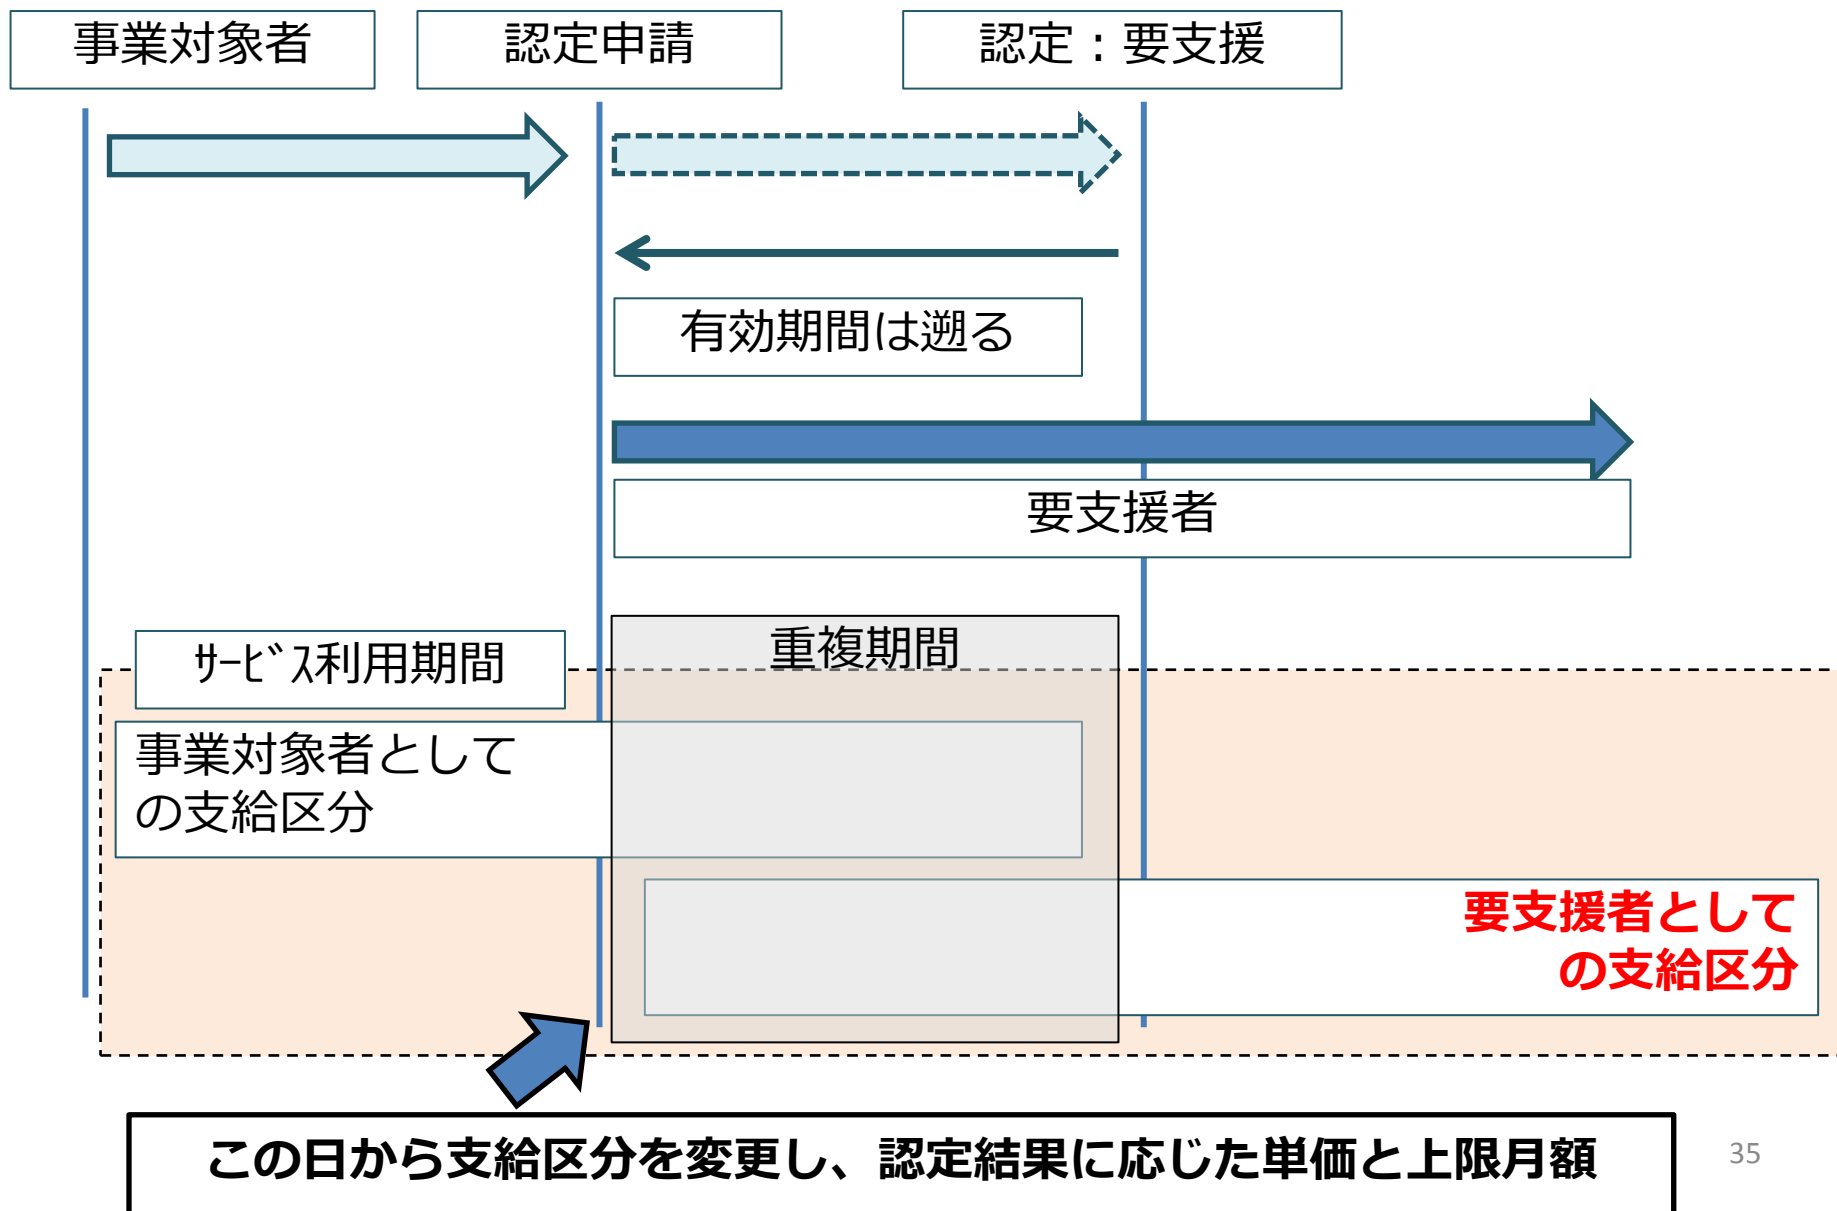 事業対象者
認定申請
認定：要支援
有効期間は遡る
要支援者
ｻｰﾋﾞｽ利用期間
重複期間
事業対象者として
の支給区分
要支援者として
の支給区分
この日から支給区分を変更し、認定結果に応じた単価と上限月額
35